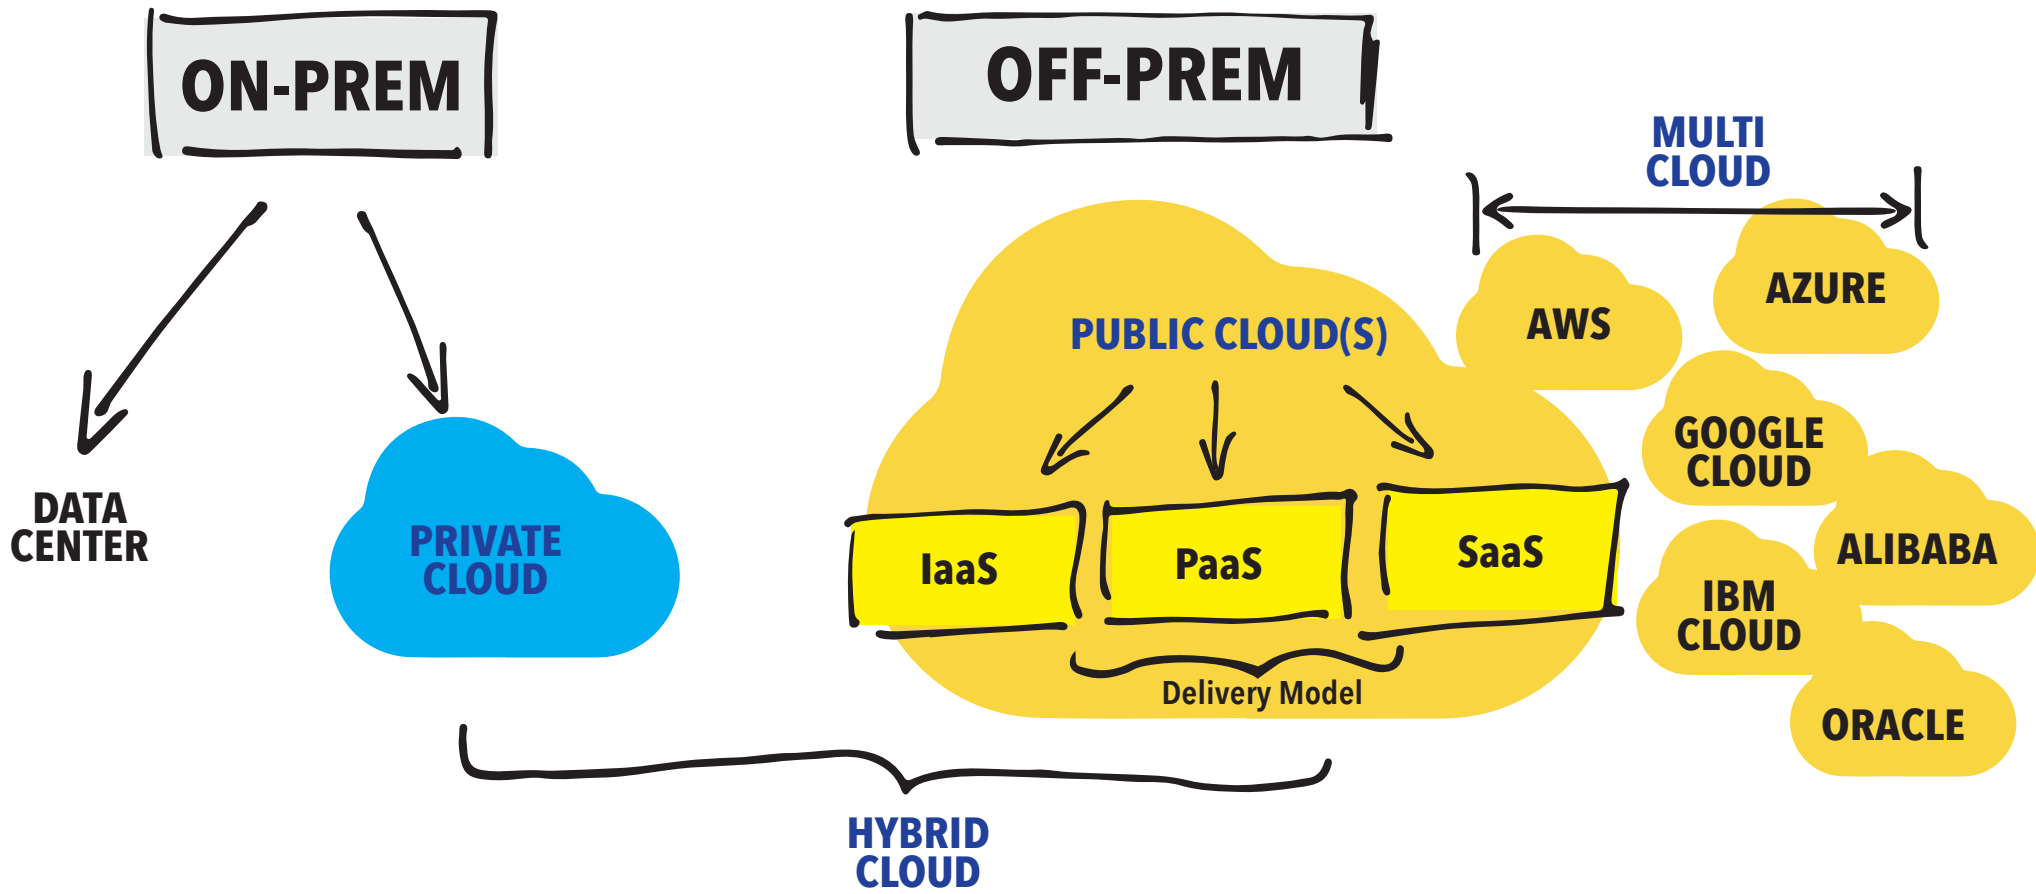 ON-PREM
OFF-PREM
MULTI
CLOUD
AZURE
AWS
PUBLIC CLOUD(S)
GOOGLE
CLOUD
DATA
CENTER
PRIVATE
CLOUD
IaaS
PaaS
SaaS
ALIBABA
IBM
CLOUD
Delivery Model
ORACLE
HYBRID
CLOUD